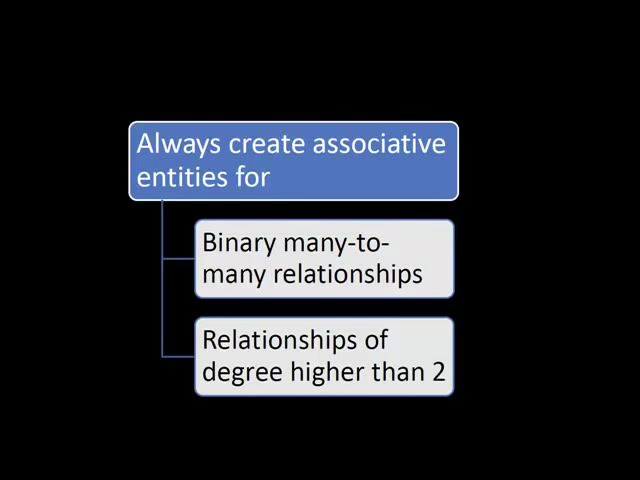 Always create associative
entities for
Binary many-to-
many relationships
Relationships of
degree higher than 2